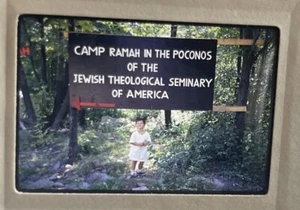 CAMP RAMAH IN THE POCONOS
OF THE
JEWISH THEOLOGICAL SEMINARY
OF AMERICA